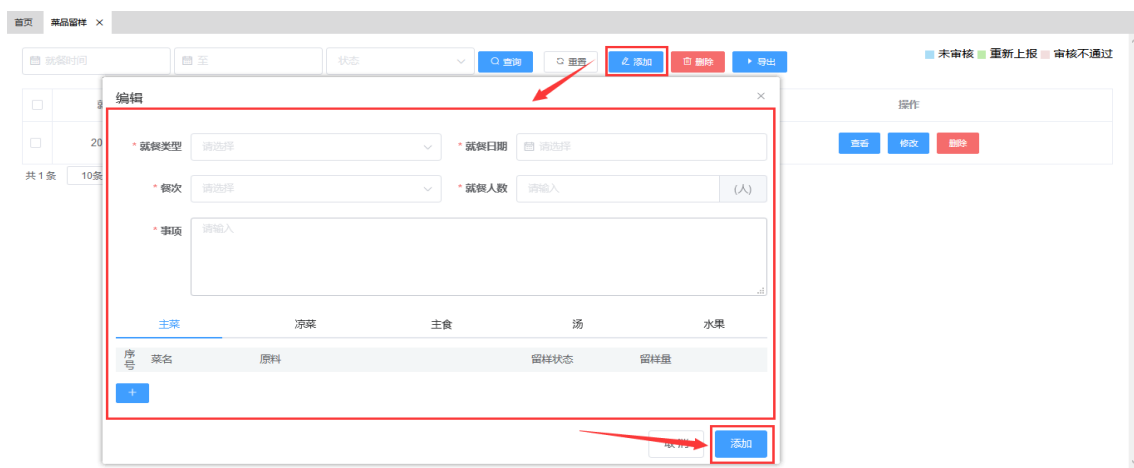 首页 菜品留样 ×
就餐时间 至 状态 查询 重置 添加 删除 导出 未审核 重新上报 审核不通过
编辑 ×
操作
20
* 就餐类型 请选择 * 就餐日期 请选择
查看 修改 删除
共 1 条 10条
* 餐次 请选择 * 就餐人数 请输入 (人)
* 事项 请输入
主菜 凉菜 主食 汤 水果
序号 菜名 原料 留样状态 留样量
+
取消 添加